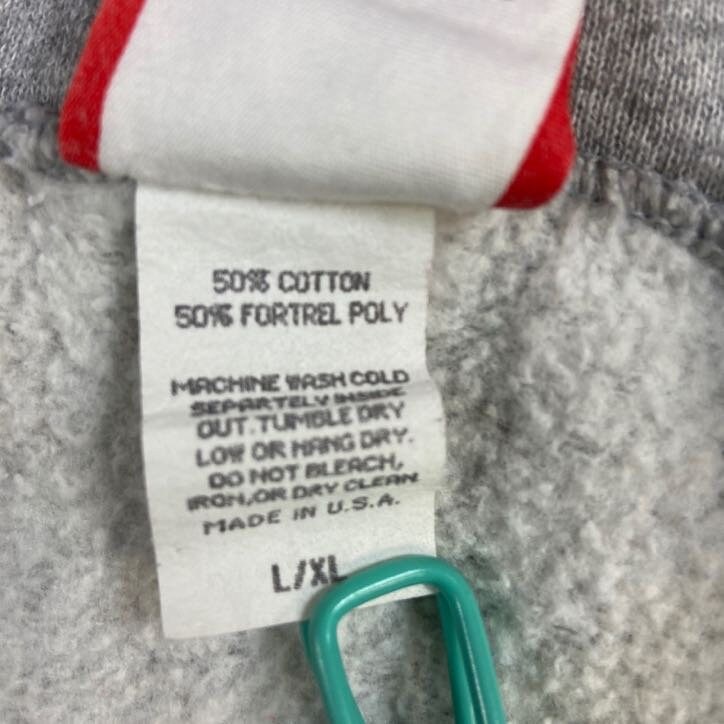 50% COTTON
50% FORTREL POLY
MACHINE WASH COLD
SEPARTELY INSIDE
OUT. TUMBLE DRY
LOW OR HANG DRY.
DO NOT BLEACH,
IRON, OR DRY CLEAN
MADE IN U.S.A.
L/XL